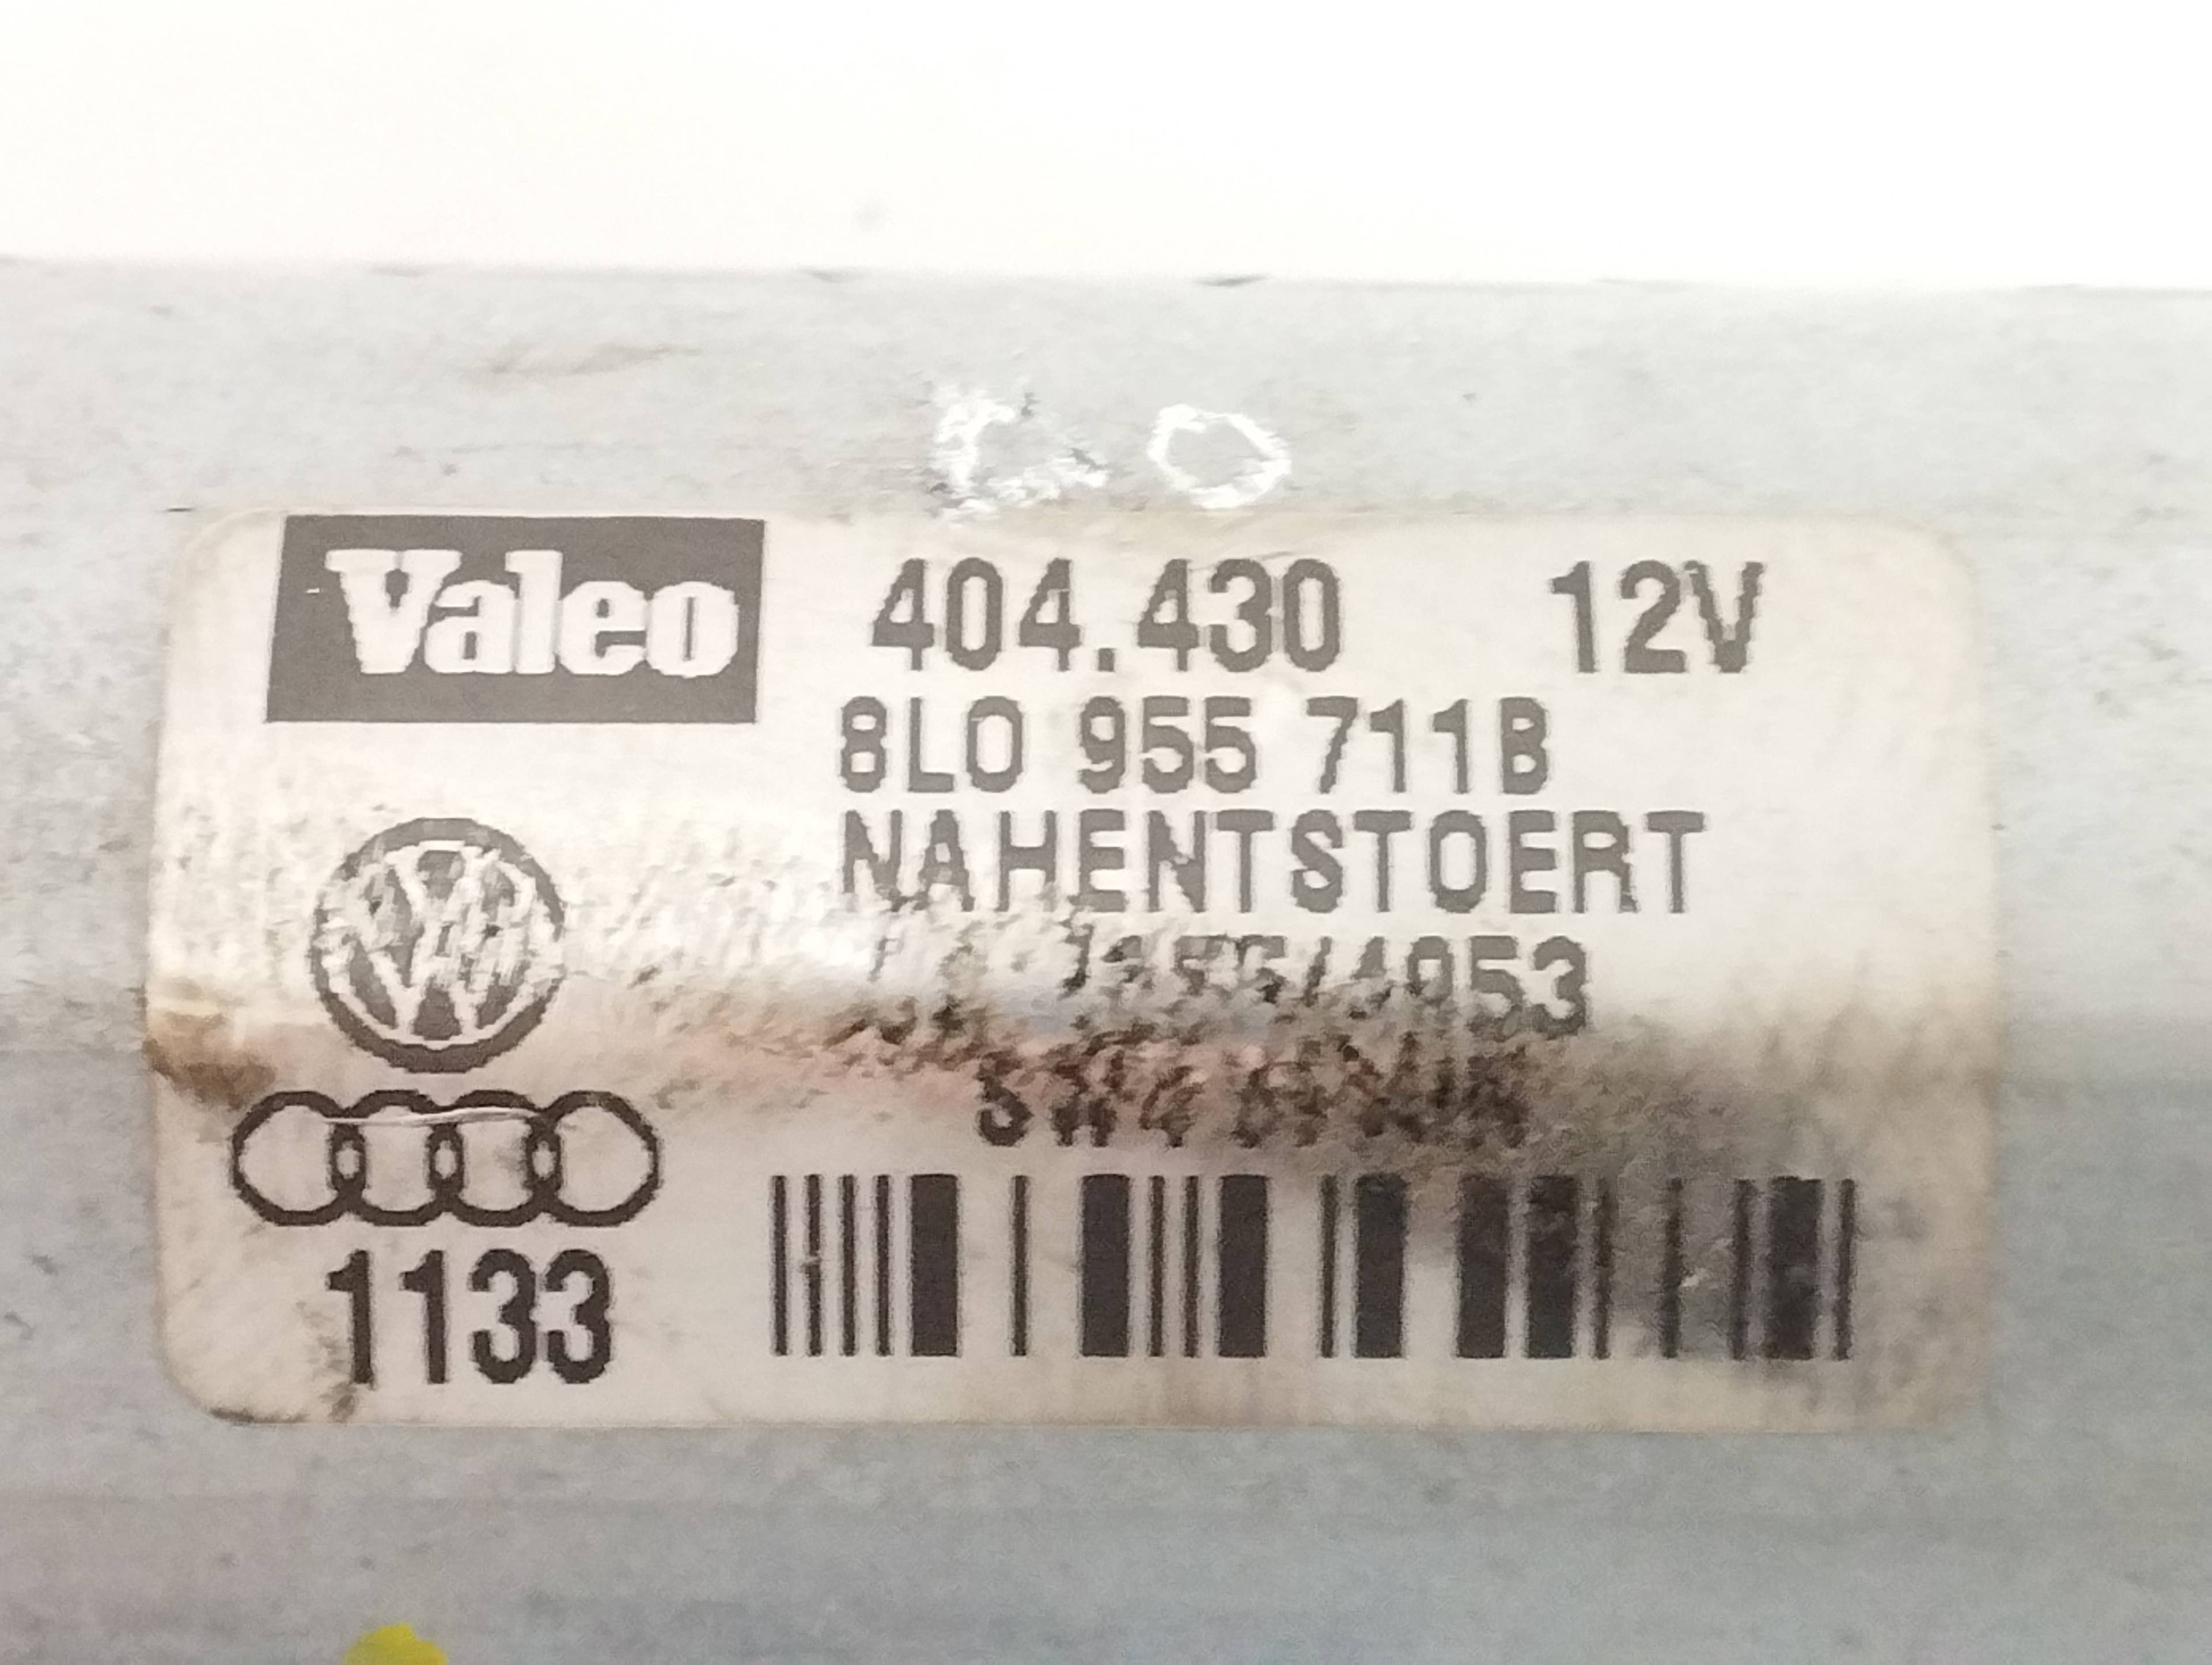 Valeo 404.430 12V
8L0 955 711B
NAHENTSTOERT
1133